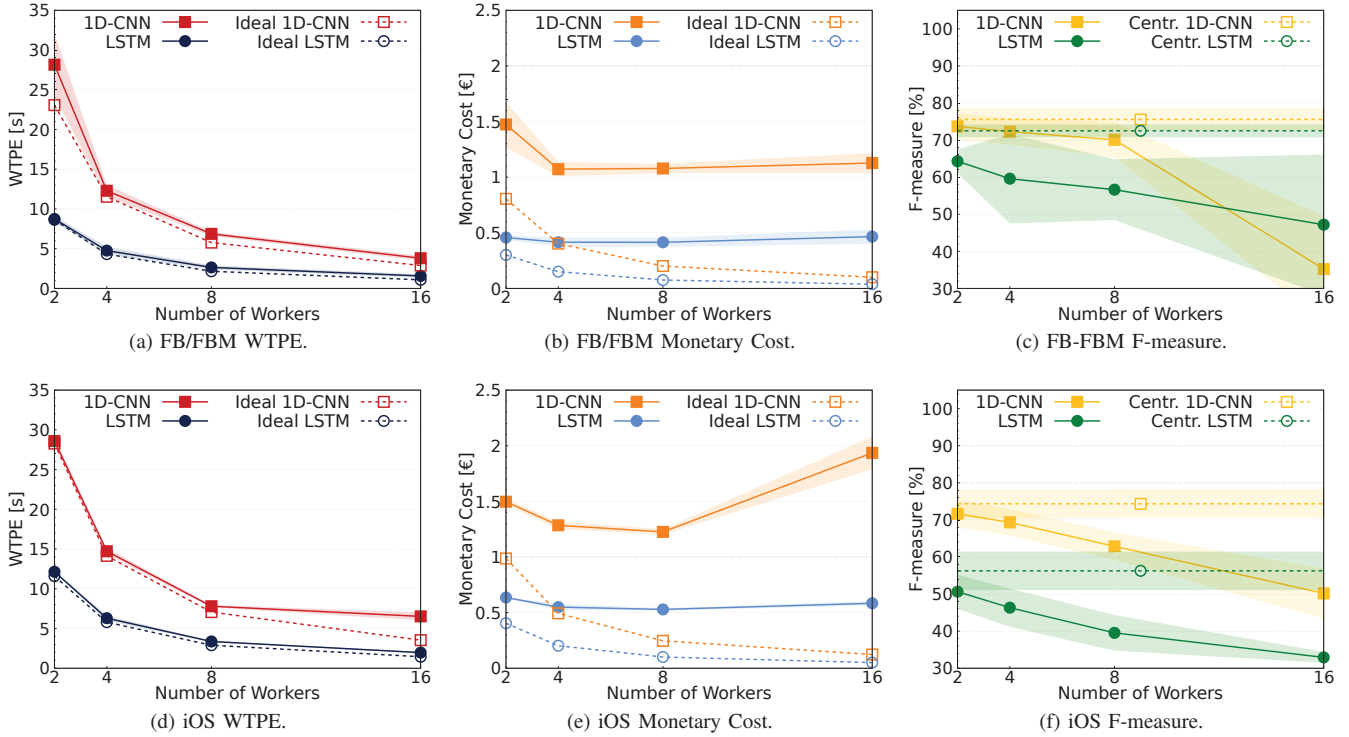 1D-CNN Ideal 1D-CNN
LSTM Ideal LSTM
WTPE [s]
35
30
25
20
15
10
5
0
2 4 8 16
Number of Workers
(a) FB/FBM WTPE.
1D-CNN Ideal 1D-CNN
LSTM Ideal LSTM
Monetary Cost [€]
2.5
2
1.5
1
0.5
0
2 4 8 16
Number of Workers
(b) FB/FBM Monetary Cost.
1D-CNN Centr. 1D-CNN
LSTM Centr. LSTM
F-measure [%]
100
90
80
70
60
50
40
30
2 4 8 16
Number of Workers
(c) FB-FBM F-measure.
1D-CNN Ideal 1D-CNN
LSTM Ideal LSTM
WTPE [s]
35
30
25
20
15
10
5
0
2 4 8 16
Number of Workers
(d) iOS WTPE.
1D-CNN Ideal 1D-CNN
LSTM Ideal LSTM
Monetary Cost [€]
2.5
2
1.5
1
0.5
0
2 4 8 16
Number of Workers
(e) iOS Monetary Cost.
1D-CNN Centr. 1D-CNN
LSTM Centr. LSTM
F-measure [%]
100
90
80
70
60
50
40
30
2 4 8 16
Number of Workers
(f) iOS F-measure.